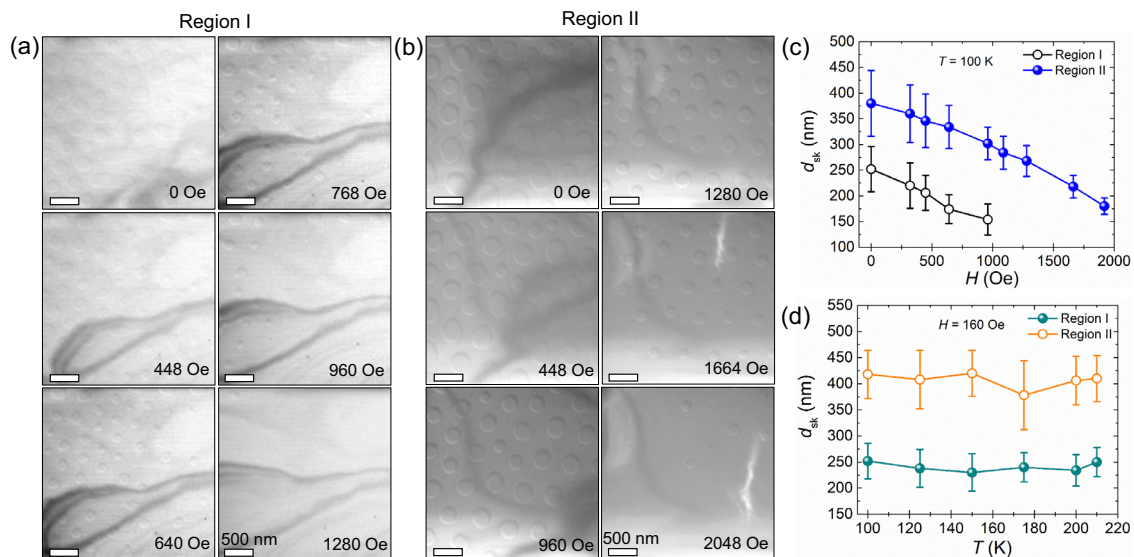 Region I
Region II
(a)
0 Oe
768 Oe
448 Oe
960 Oe
640 Oe
500 nm
1280 Oe
(b)
0 Oe
1280 Oe
448 Oe
1664 Oe
960 Oe
500 nm
2048 Oe
(c)
500
450
400
350
300
250
200
150
100
d_sk (nm)
T = 100 K
Region I
Region II
0
500
1000
1500
2000
H (Oe)
(d)
550
500
450
400
350
300
250
200
150
d_sk (nm)
H = 160 Oe
Region I
Region II
100 120 140 160 180 200 220
T (K)